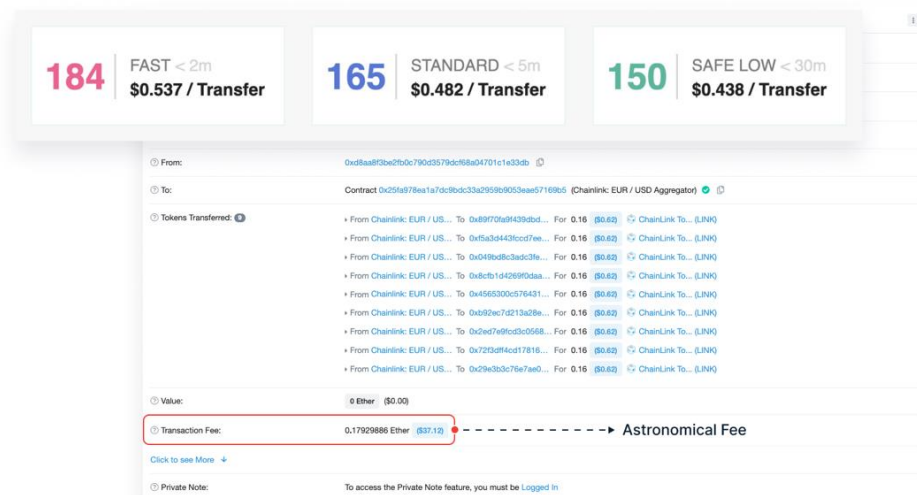 184 FAST < 2m
$0.537 / Transfer
165 STANDARD < 5m
$0.482 / Transfer
150 SAFE LOW < 30m
$0.438 / Transfer
From: 0xd8aa8f3be2fb0c790d3579dcf68a04701c1e33db
To: Contract 0x25fa978ea1a7dc9bdc33a2959b9053eae57169b5 (Chainlink: EUR / USD Aggregator)
Tokens Transferred: 9
From Chainlink: EUR / US... To 0x89f70fa9f439dbd... For 0.16 ($0.62) ChainLink To... (LINK)
From Chainlink: EUR / US... To 0xf5a3d443fccd7ee... For 0.16 ($0.62) ChainLink To... (LINK)
From Chainlink: EUR / US... To 0x049bd8c3adc3fe... For 0.16 ($0.62) ChainLink To... (LINK)
From Chainlink: EUR / US... To 0x8cfb1d4269f0daa... For 0.16 ($0.62) ChainLink To... (LINK)
From Chainlink: EUR / US... To 0x4565300c576431... For 0.16 ($0.62) ChainLink To... (LINK)
From Chainlink: EUR / US... To 0xb92ec7d213a28e... For 0.16 ($0.62) ChainLink To... (LINK)
From Chainlink: EUR / US... To 0x2ed7e9fcd3c0568... For 0.16 ($0.62) ChainLink To... (LINK)
From Chainlink: EUR / US... To 0x72f3dff4cd17816... For 0.16 ($0.62) ChainLink To... (LINK)
From Chainlink: EUR / US... To 0x29e3b3c76e7ae0... For 0.16 ($0.62) ChainLink To... (LINK)
Value: 0 Ether ($0.00)
Transaction Fee: 0.17929886 Ether ($37.12) Astronomical Fee
Click to see More
Private Note: To access the Private Note feature, you must be Logged In